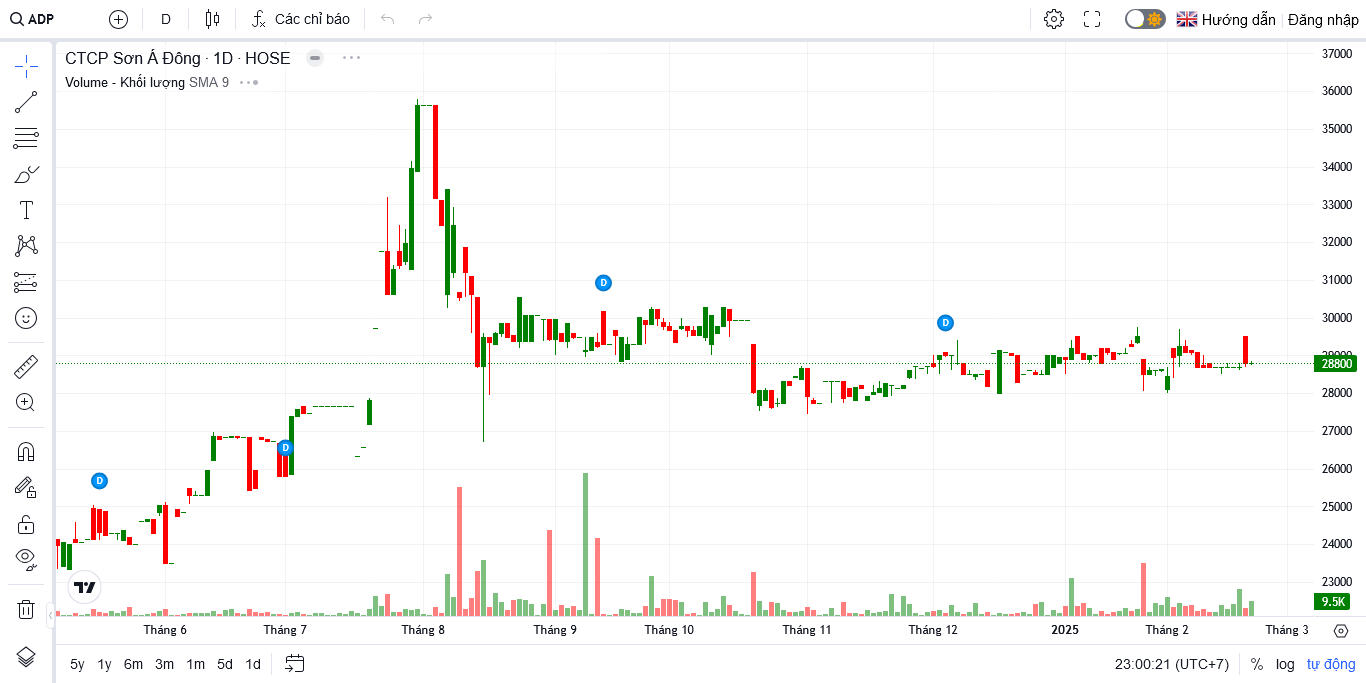 ADP D Các chỉ báo Hướng dẫn Đăng nhập
CTCP Sơn Á Đông · 1D · HOSE
Volume - Khối lượng SMA 9
37000
36000
35000
34000
33000
32000
31000
30000
29000
28800
28000
27000
26000
25000
24000
23000
9.5K
D
D
D
D
Tháng 6 Tháng 7 Tháng 8 Tháng 9 Tháng 10 Tháng 11 Tháng 12 2025 Tháng 2 Tháng 3
5y 1y 6m 3m 1m 5d 1d 23:00:21 (UTC+7) % log tự động